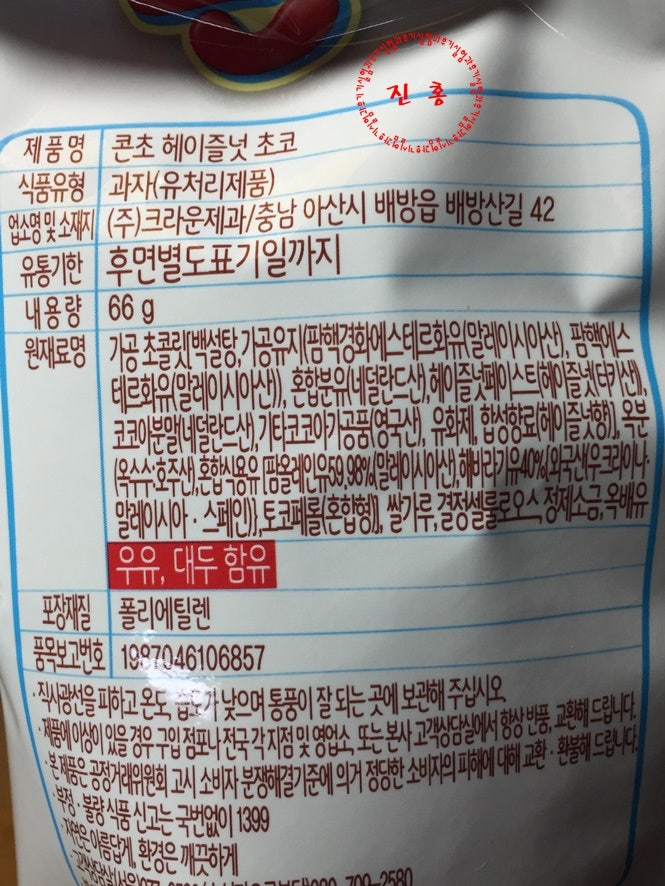 진홍
제품명 콘초 헤이즐넛 초코
식품유형 과자(유처리제품)
업소명 및 소재지 (주)크라운제과/충남 아산시 배방읍 배방산길 42
유통기한 후면별도표기일까지
내용량 66 g
원재료명 가공 초콜릿[백설탕,가공유지(팜핵경화에스테르화유(말레이시아산), 팜핵에스
테르화유(말레이시아산)), 혼합분유(네덜란드산),헤이즐넛페이스트(헤이즐넛(터키산)),
코코아분말(네덜란드산),기타코코아가공품(영국산), 유화제, 합성향료(헤이즐넛향)], 옥분
(옥수수:호주산),혼합식용유 [팜올레인유59.98%(말레이시아산),해바라기유40%[외국산(우크라이나·
말레이시아 · 스페인)],토코페롤(혼합형)], 쌀가루,결정셀룰로오스,정제소금,옥배유
우유, 대두 함유
포장재질 폴리에틸렌
품목보고번호 1987046106857
· 직사광선을 피하고 온도, 습도가 낮으며 통풍이 잘 되는 곳에 보관해 주십시오.
· 제품에 이상이 있을 경우 구입 점포나 전국 각 지점 및 영업소, 또는 본사 고객상담실에서 항상 반품, 교환해 드립니다.
· 본 제품은 공정거래위원회 고시 소비자 분쟁해결기준에 의거 정당한 소비자의 피해에 대해 교환 · 환불해 드립니다.
· 부정 · 불량 식품 신고는 국번없이 1399
· 자연은 아름답게, 환경은 깨끗하게
· 고객상담실(서울)